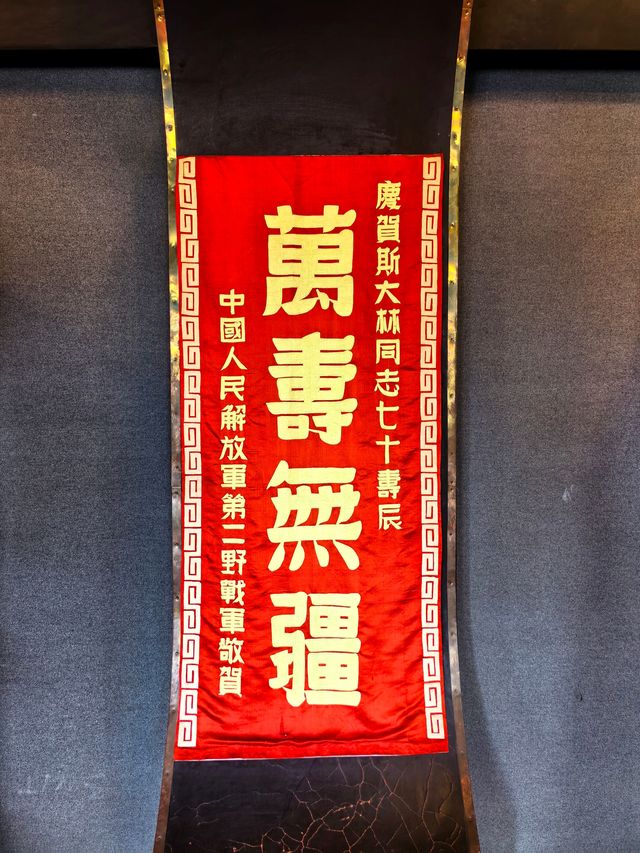 慶賀斯大林同志七十壽辰
萬壽無疆
中國人民解放軍第二野戰軍敬賀